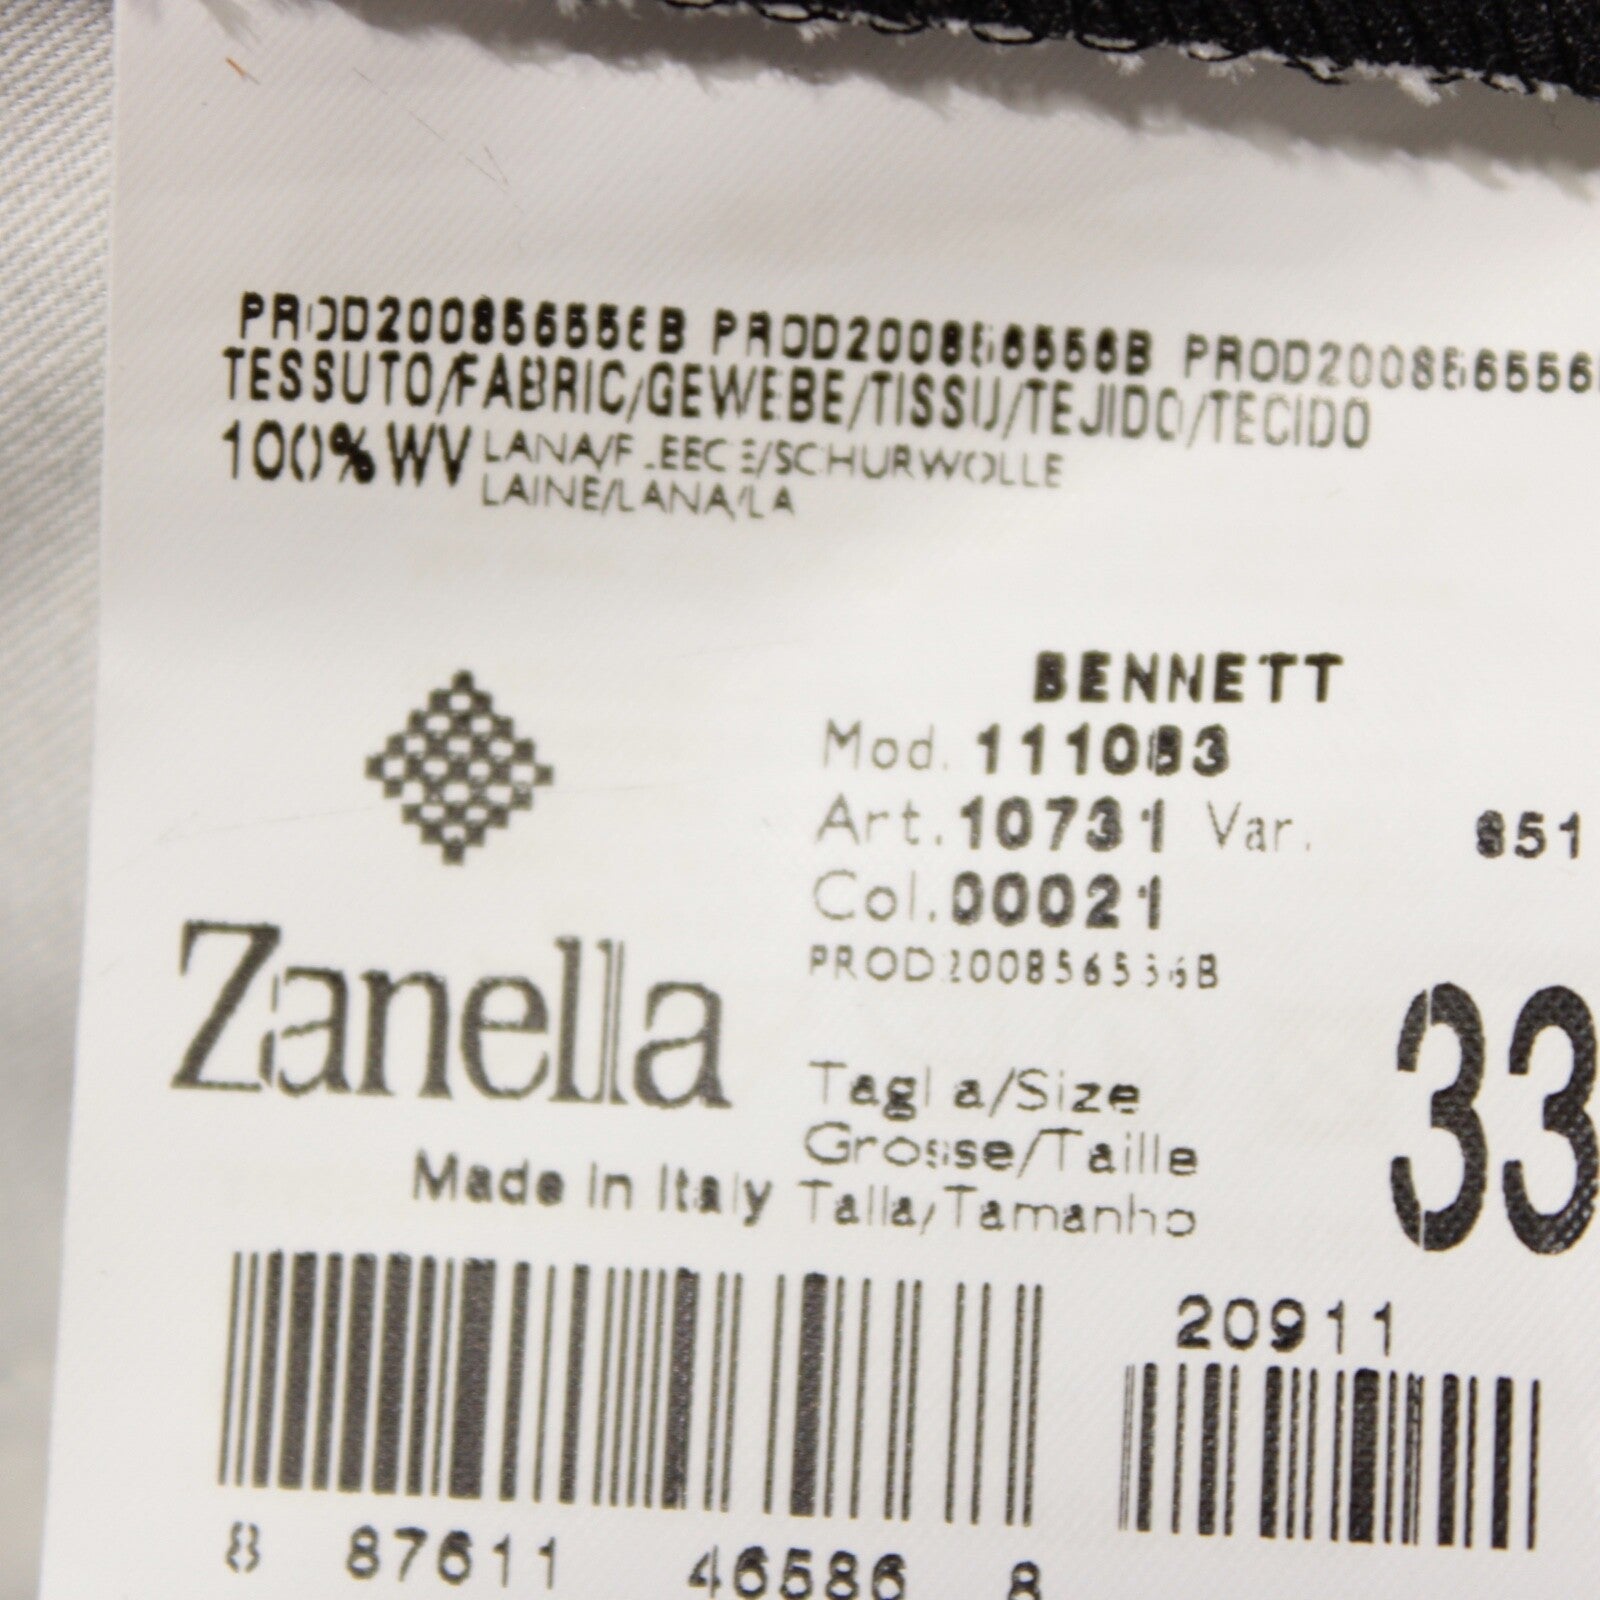 PROD200856556B PROD200856556B PROD200856556
TESSUTO/FABRIC/GEWEBE/TISSU/TEJIDO/TECIDO
100% WV LANA/FLEECE/SCHURWOLLE
LAINE/LANA/LA
BENNETT
Mod. 111083
Art. 10731 Var. 851
Col. 00021
PROD200856556B
Zanella
Made in Italy
Taglia/Size
Grosse/Taille
Talla/Tamanho
33
20911
8 87611 46586 8